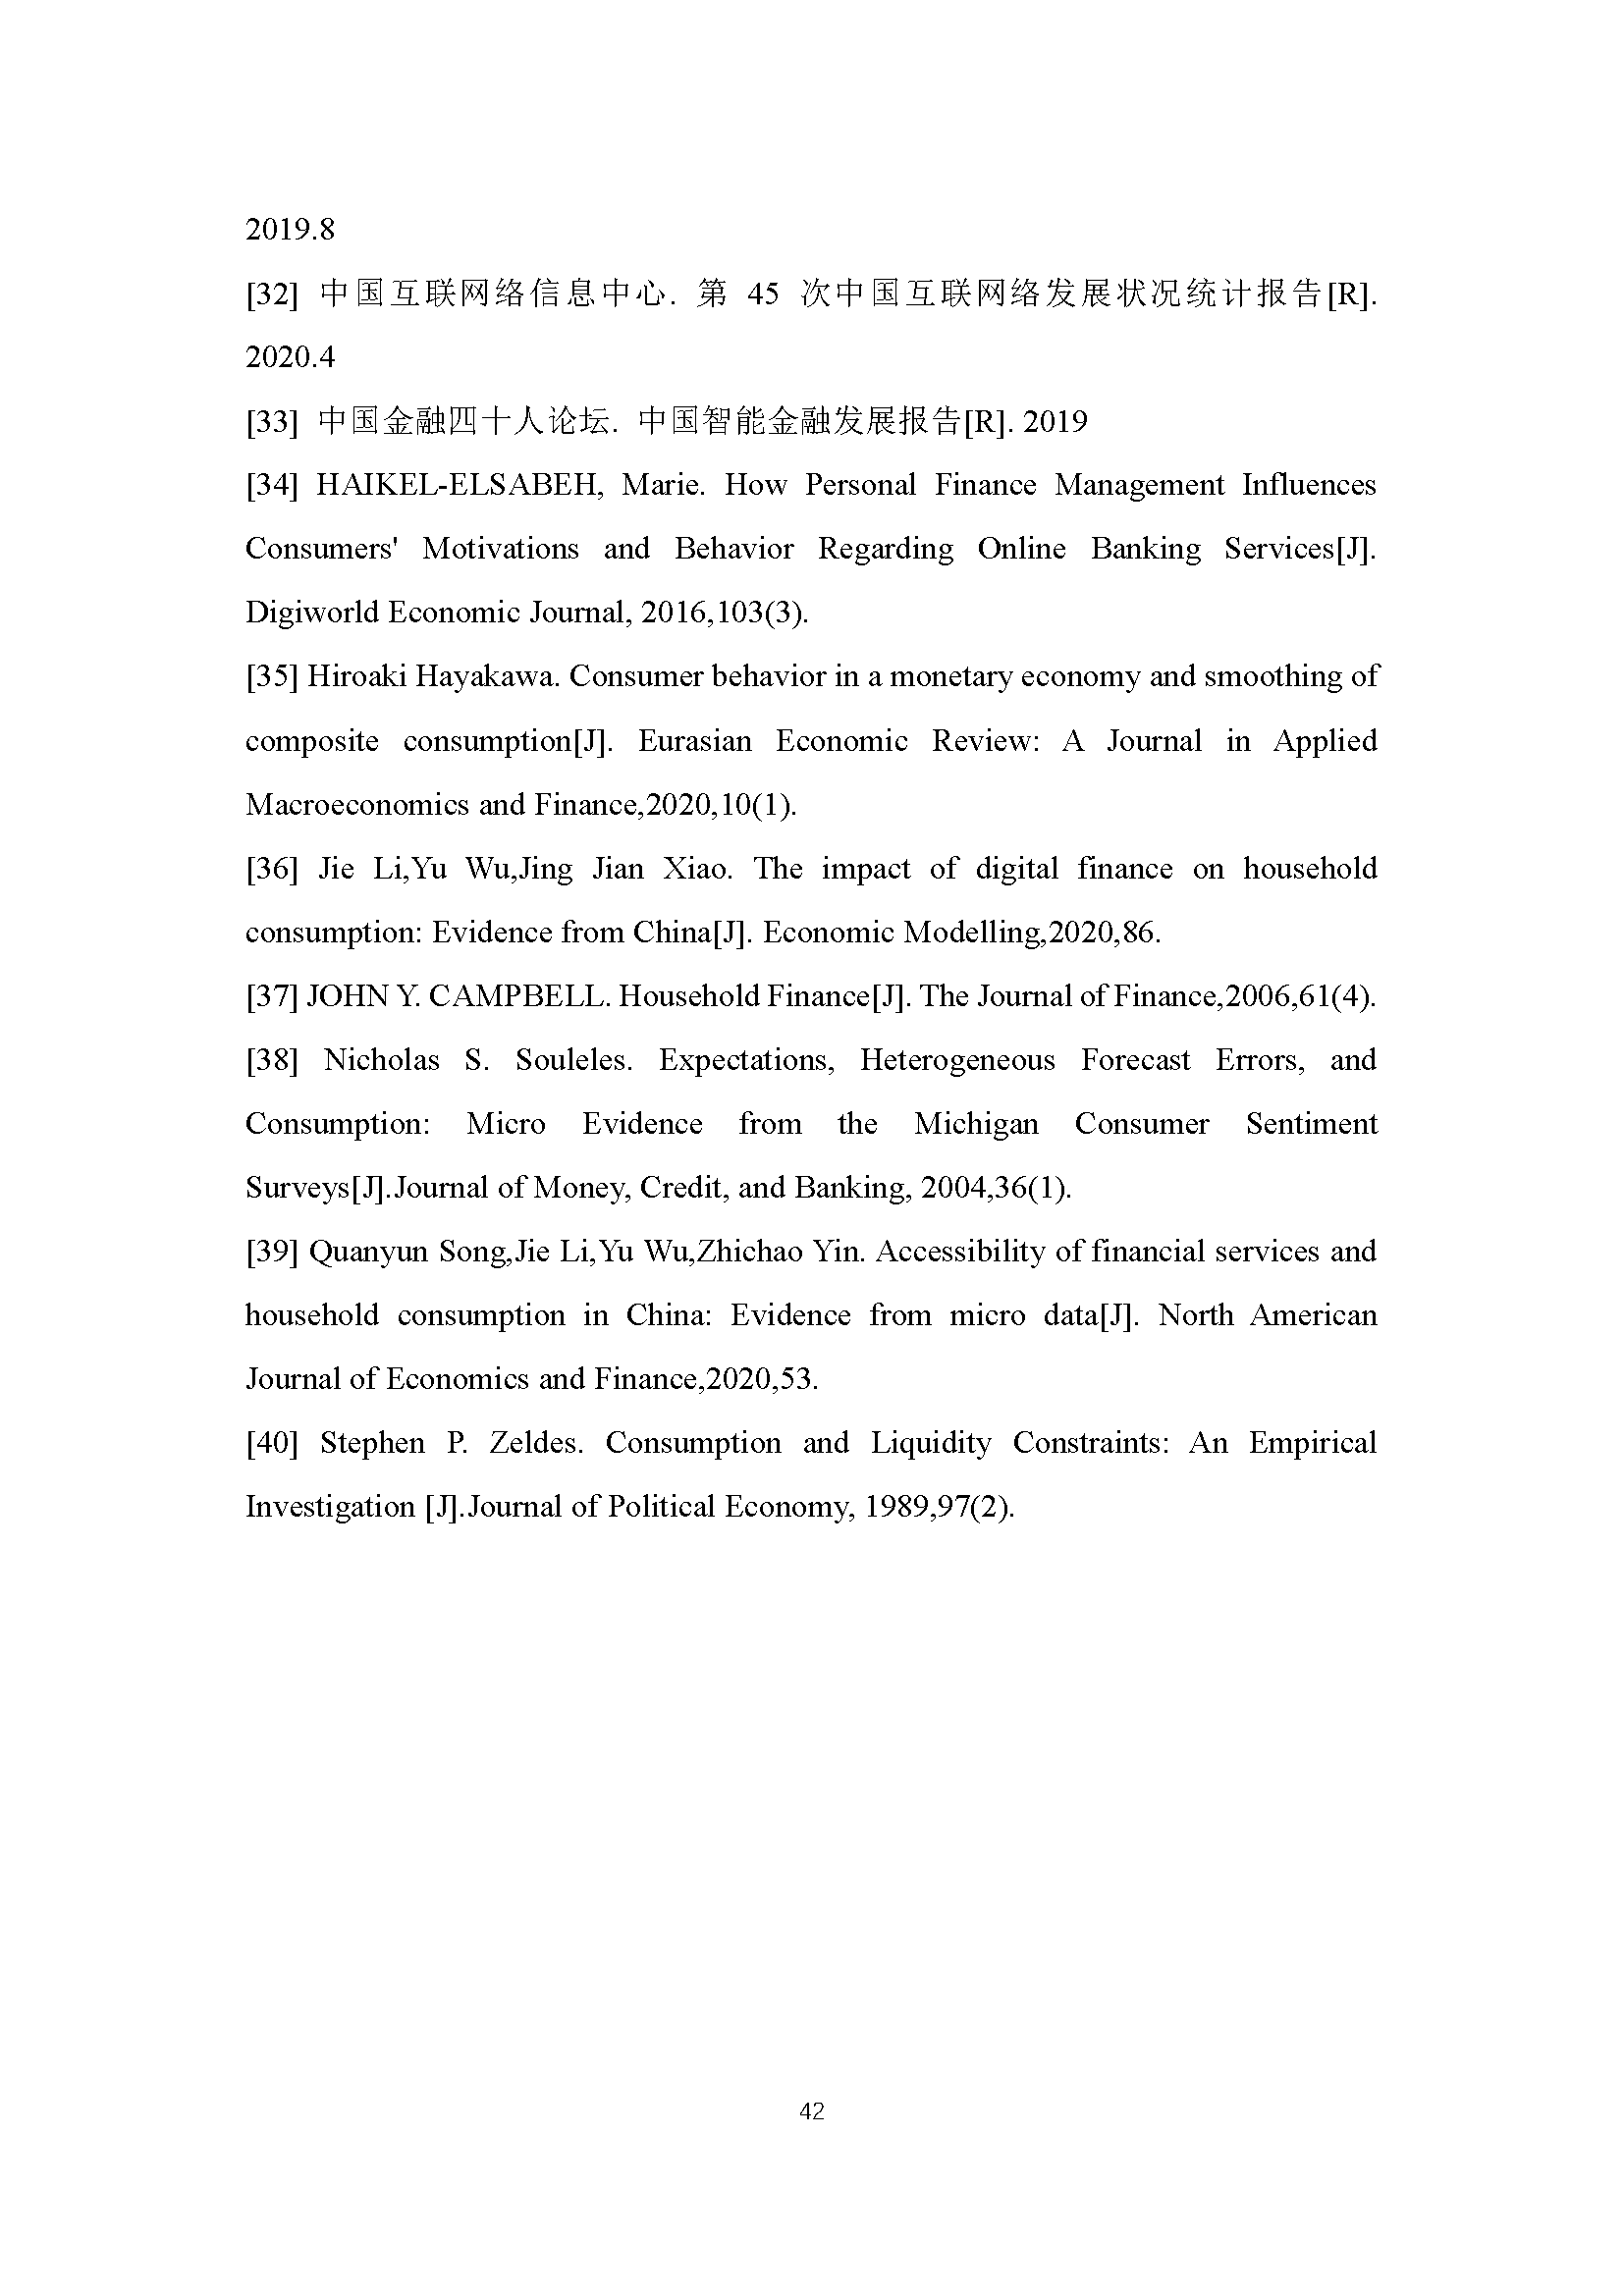 2019.8
[32] 中国互联网络信息中心. 第 45 次中国互联网络发展状况统计报告[R].
2020.4
[33] 中国金融四十人论坛. 中国智能金融发展报告[R]. 2019
[34] HAIKEL-ELSABEH, Marie. How Personal Finance Management Influences
Consumers' Motivations and Behavior Regarding Online Banking Services[J].
Digiworld Economic Journal, 2016,103(3).
[35] Hiroaki Hayakawa. Consumer behavior in a monetary economy and smoothing of
composite consumption[J]. Eurasian Economic Review: A Journal in Applied
Macroeconomics and Finance,2020,10(1).
[36] Jie Li,Yu Wu,Jing Jian Xiao. The impact of digital finance on household
consumption: Evidence from China[J]. Economic Modelling,2020,86.
[37] JOHN Y. CAMPBELL. Household Finance[J]. The Journal of Finance,2006,61(4).
[38] Nicholas S. Souleles. Expectations, Heterogeneous Forecast Errors, and
Consumption: Micro Evidence from the Michigan Consumer Sentiment
Surveys[J].Journal of Money, Credit, and Banking, 2004,36(1).
[39] Quanyun Song,Jie Li,Yu Wu,Zhichao Yin. Accessibility of financial services and
household consumption in China: Evidence from micro data[J]. North American
Journal of Economics and Finance,2020,53.
[40] Stephen P. Zeldes. Consumption and Liquidity Constraints: An Empirical
Investigation [J].Journal of Political Economy, 1989,97(2).
42